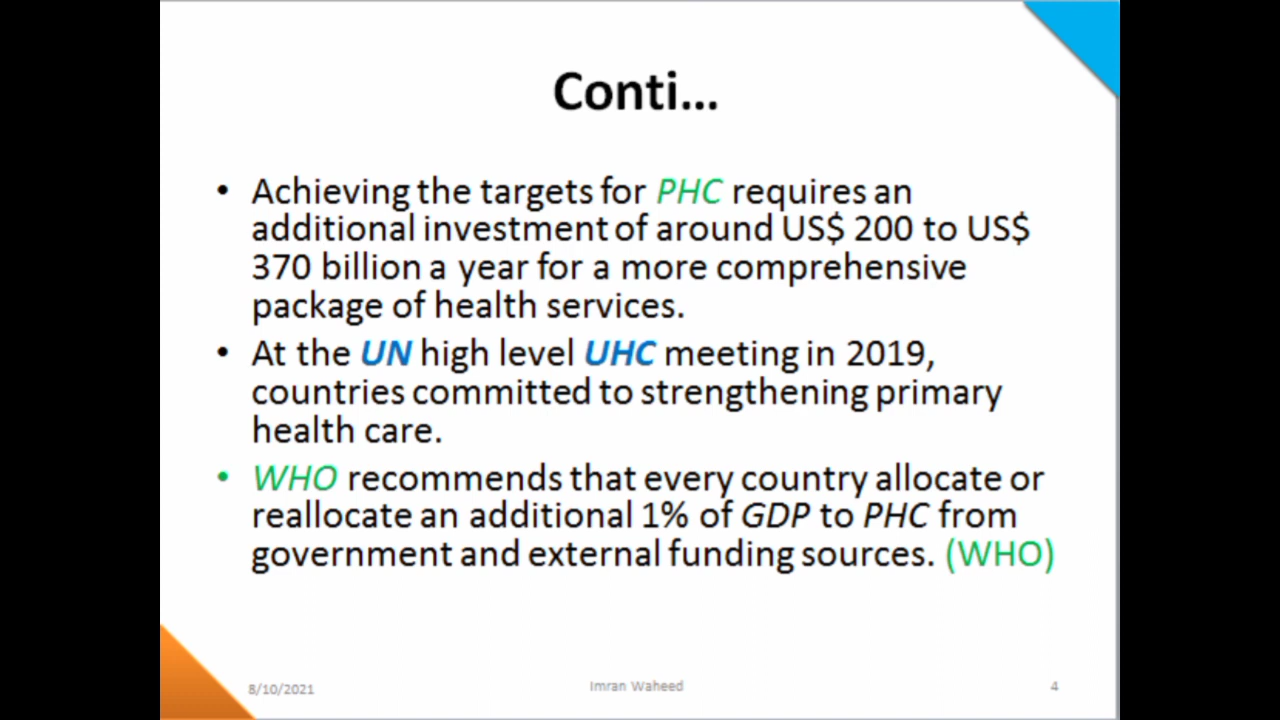 Conti...
• Achieving the targets for PHC requires an
additional investment of around US$ 200 to US$
370 billion a year for a more comprehensive
package of health services.
• At the UN high level UHC meeting in 2019,
countries committed to strengthening primary
health care.
• WHO recommends that every country allocate or
reallocate an additional 1% of GDP to PHC from
government and external funding sources. (WHO)
8/10/2021 Imran Waheed 4